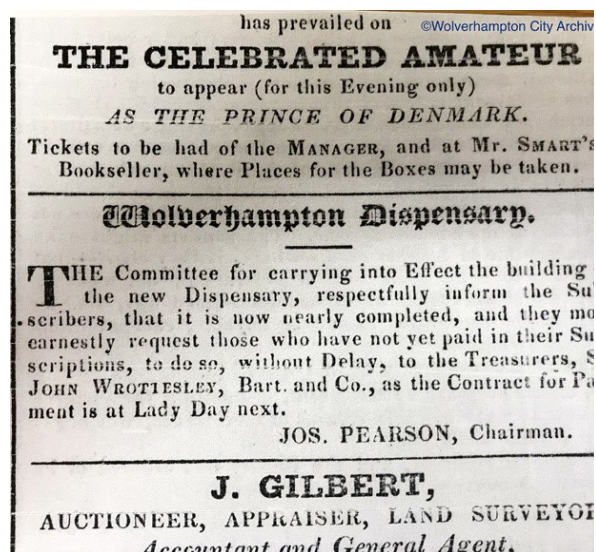 has prevailed on
©Wolverhampton City Archiv
THE CELEBRATED AMATEUR
to appear (for this Evening only)
AS THE PRINCE OF DENMARK.
Tickets to be had of the MANAGER, and at Mr. SMART's
Bookseller, where Places for the Boxes may be taken.
Wolverhampton Dispensary.
THE Committee for carrying into Effect the building
the new Dispensary, respectfully inform the Su
scribers, that it is now nearly completed, and they mo
earnestly request those who have not yet paid in their Su
scriptions, to do so, without Delay, to the Treasurers, S
JOHN WROTTESLEY, Bart. and Co., as the Contract for Pa
ment is at Lady Day next.
JOS. PEARSON, Chairman.
J. GILBERT,
AUCTIONEER, APPRAISER, LAND SURVEYOR
Accountant and General Agent.